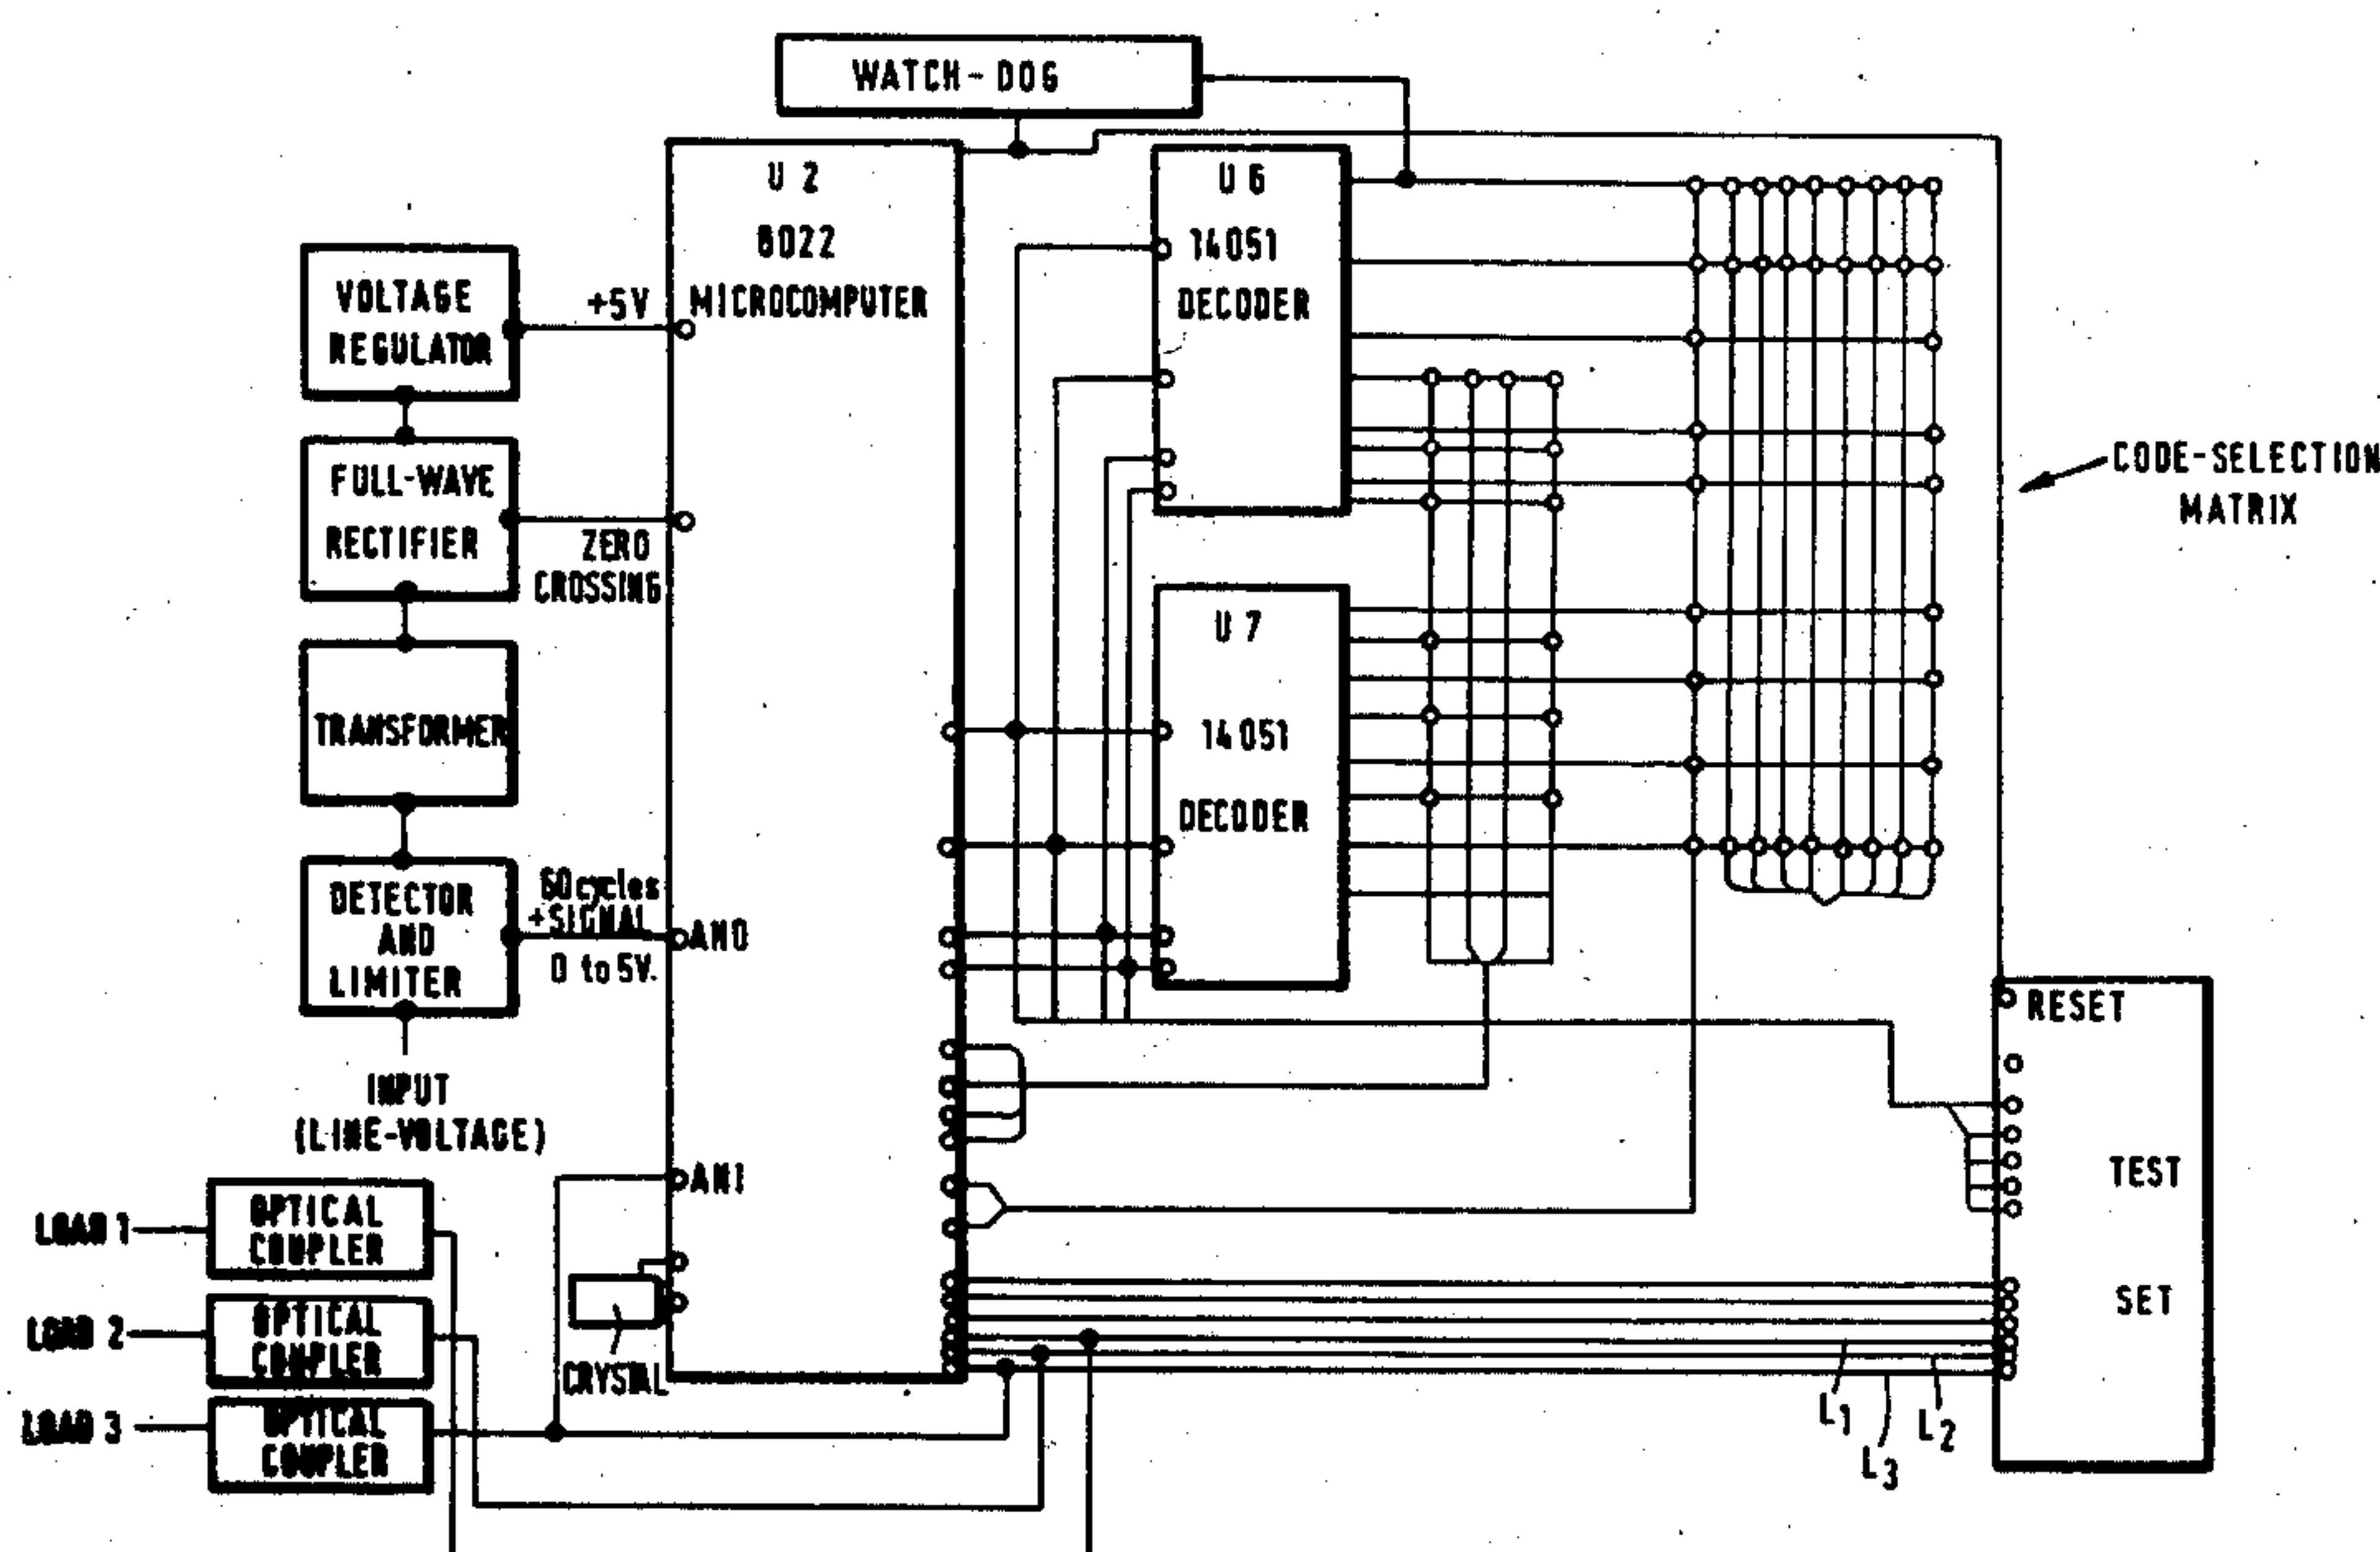 WATCH-DOG
U 2
6022
MICROCOMPUTER
U 6
14051
DECODER
VOLTAGE
REGULATOR
+5V
FULL-WAVE
RECTIFIER
ZERO
CROSSING
CODE-SELECTION
MATRIX
TRANSFORMER
U 7
14051
DECODER
DETECTOR
AND
LIMITER
60cycles
+SIGNAL
0 to 5V.
AN0
INPUT
(LINE-VOLTAGE)
RESET
TEST
SET
AN1
LOAD 1
OPTICAL
COUPLER
LOAD 2
OPTICAL
COUPLER
LOAD 3
OPTICAL
COUPLER
CRYSTAL
L1
L2
L3